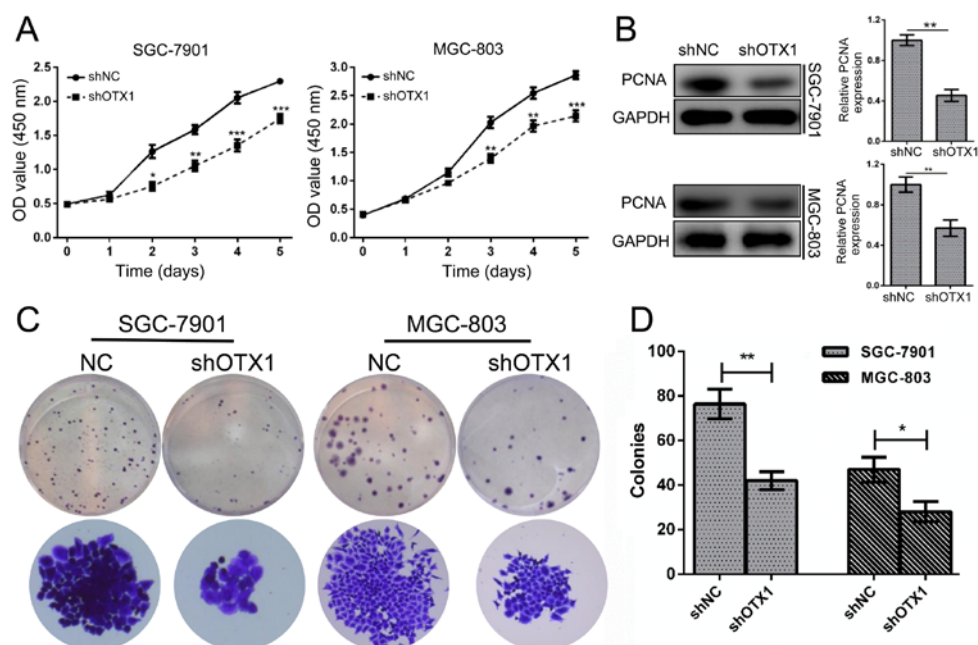 A
SGC-7901
OD value (450 nm)
2.5
2.0
1.5
1.0
0.5
0.0
shNC
shOTX1
*
**
***
***
0 1 2 3 4 5
Time (days)
MGC-803
OD value (450 nm)
3.0
2.5
2.0
1.5
1.0
0.5
0.0
shNC
shOTX1
**
**
***
0 1 2 3 4 5
Time (days)
B
shNC shOTX1
PCNA
GAPDH
SGC-7901
Relative PCNA
expression
1.2
0.8
0.4
0.0
**
shNC shOTX1
PCNA
GAPDH
MGC-803
Relative PCNA
expression
1.2
0.8
0.4
0.0
**
shNC shOTX1
C
SGC-7901 MGC-803
NC shOTX1 NC shOTX1
D
SGC-7901
MGC-803
Colonies
100
80
60
40
20
0
**
*
shNC shOTX1 shNC shOTX1